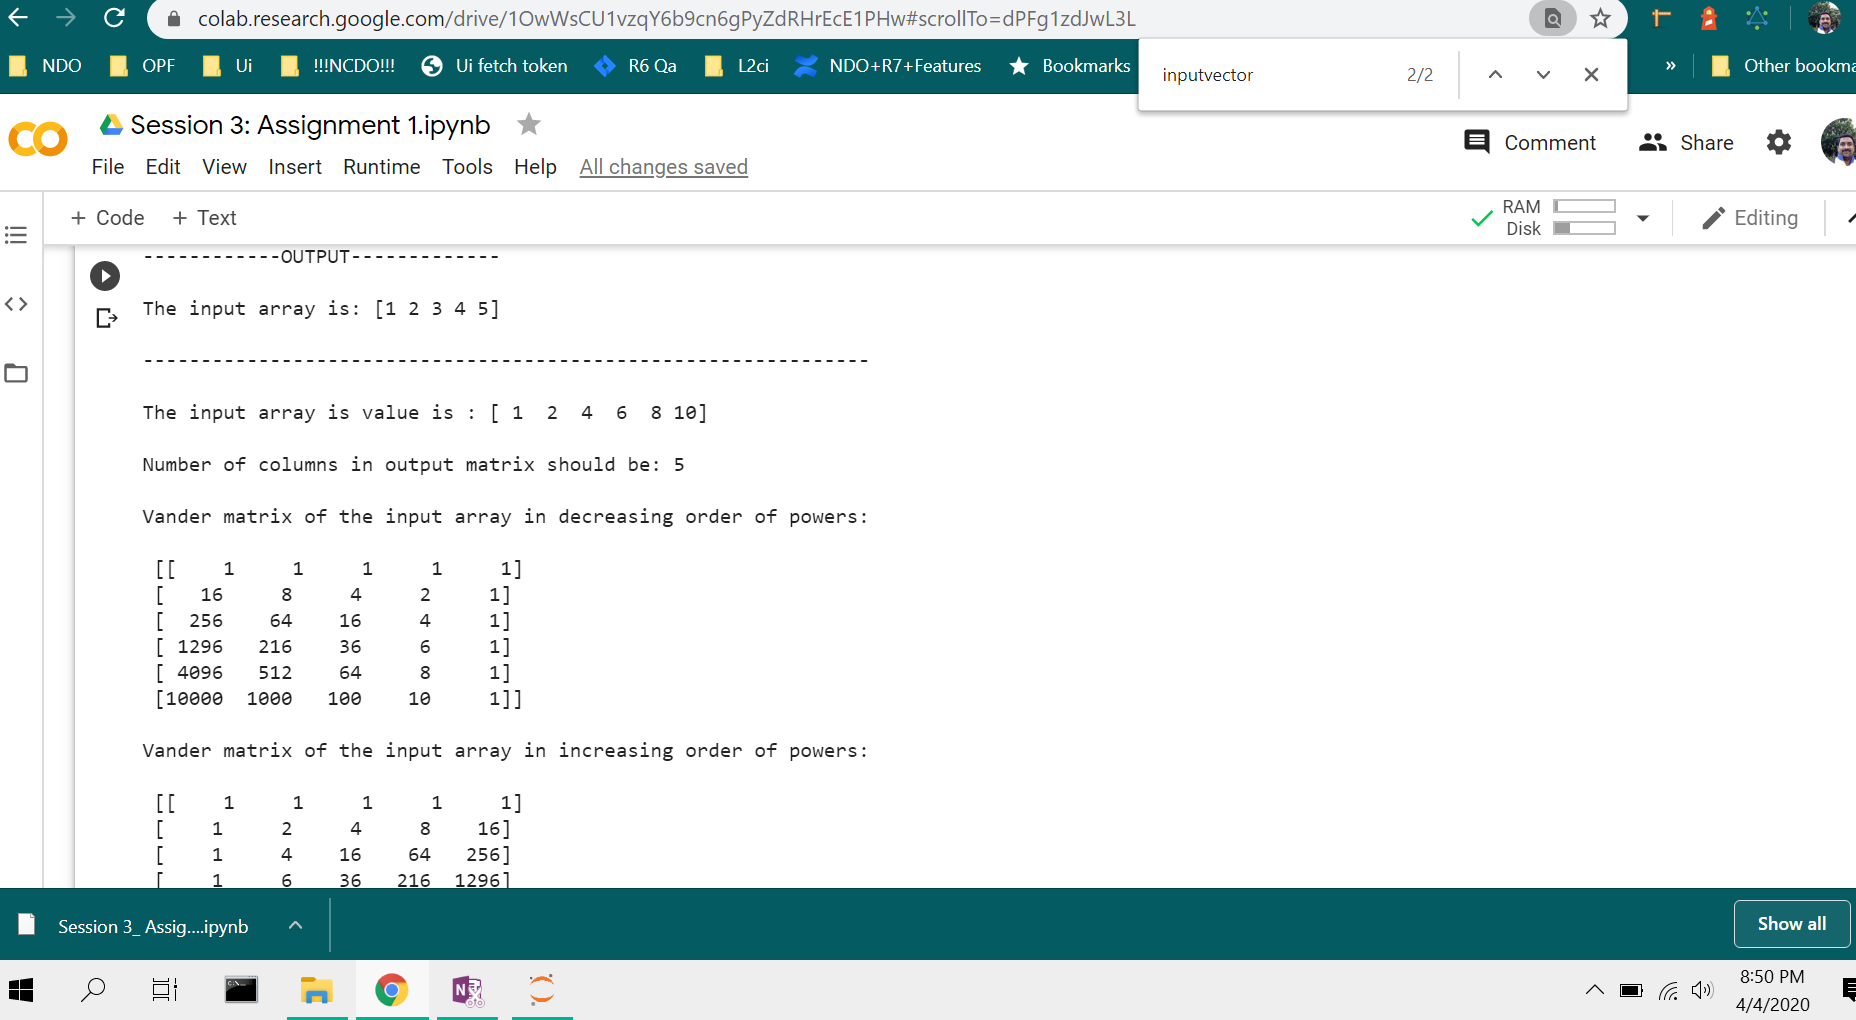 colab.research.google.com/drive/1OwWsCU1vzqY6b9cn6gPyZdRHrEcE1PHw#scrollTo=dPFg1zdJwL3L
NDO OPF Ui !!!NCDO!!! Ui fetch token R6 Qa L2ci NDO+R7+Features Bookmarks » Other bookma
inputvector 2/2
Session 3: Assignment 1.ipynb
Comment Share
File Edit View Insert Runtime Tools Help All changes saved
+ Code + Text
RAM
Disk
Editing
------------OUTPUT-------------
The input array is: [1 2 3 4 5]
---------------------------------------------------------------
The input array is value is : [ 1  2  4  6  8 10]
Number of columns in output matrix should be: 5
Vander matrix of the input array in decreasing order of powers:
[[    1     1     1     1     1]
[   16     8     4     2     1]
[  256    64    16     4     1]
[ 1296   216    36     6     1]
[ 4096   512    64     8     1]
[10000  1000   100    10     1]]
Vander matrix of the input array in increasing order of powers:
[[    1     1     1     1     1]
[    1     2     4     8    16]
[    1     4    16    64   256]
[    1     6    36   216  1296]
Session 3_ Assig....ipynb
Show all
8:50 PM
4/4/2020